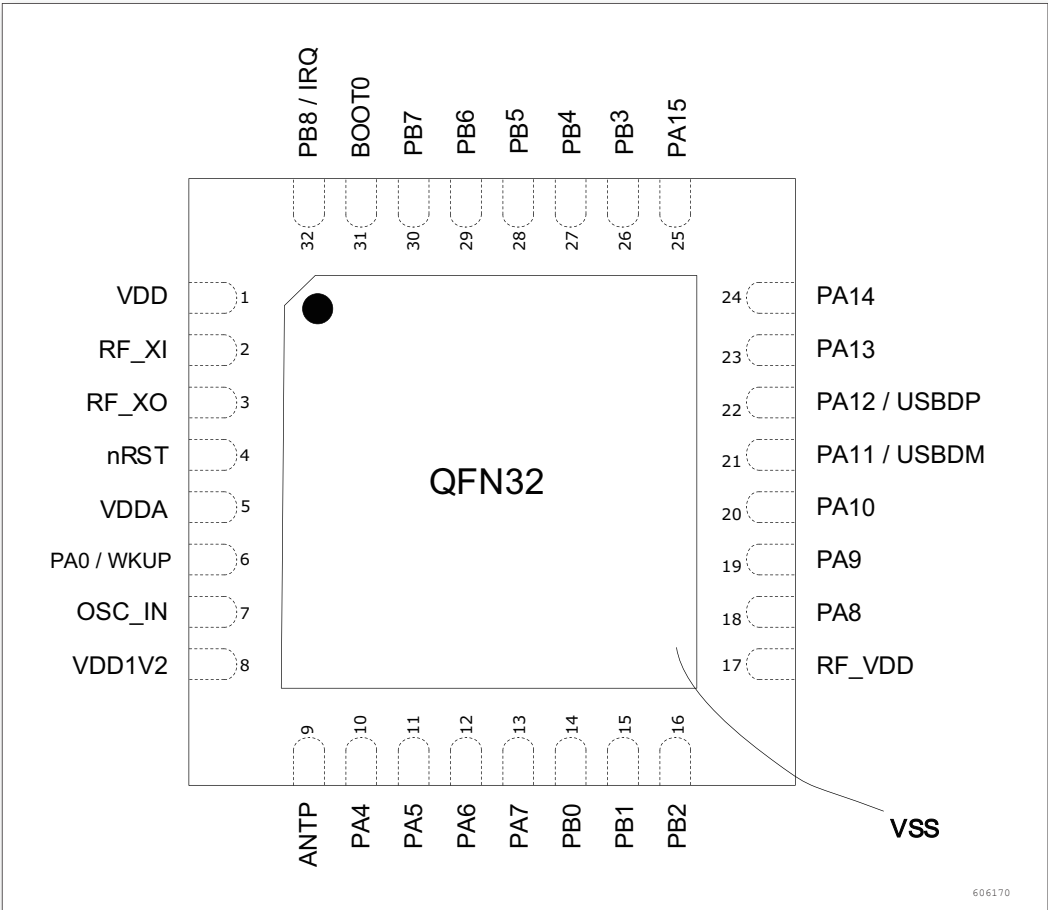 PB8 / IRQ
BOOT0
PB7
PB6
PB5
PB4
PB3
PA15
32
31
30
29
28
27
26
25
VDD 1
RF_XI 2
RF_XO 3
nRST 4
VDDA 5
PA0 / WKUP 6
OSC_IN 7
VDD1V2 8
QFN32
24 PA14
23 PA13
22 PA12 / USBDP
21 PA11 / USBDM
20 PA10
19 PA9
18 PA8
17 RF_VDD
9
10
11
12
13
14
15
16
ANTP
PA4
PA5
PA6
PA7
PB0
PB1
PB2
VSS
606170